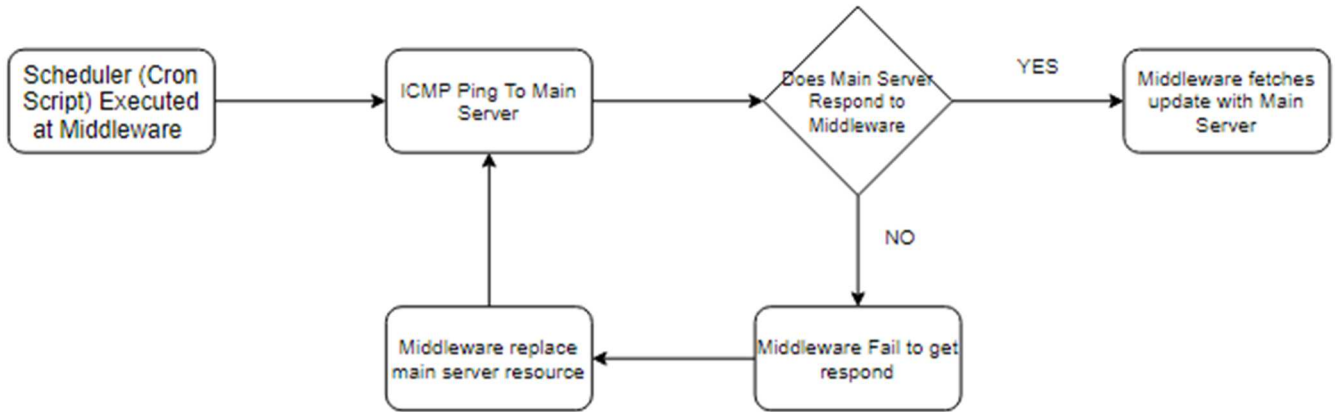 Scheduler (Cron
Script) Executed
at Middleware
ICMP Ping To Main
Server
Does Main Server
Respond to
Middleware
YES
Middleware fetches
update with Main
Server
NO
Middleware replace
main server resource
Middleware Fail to get
respond